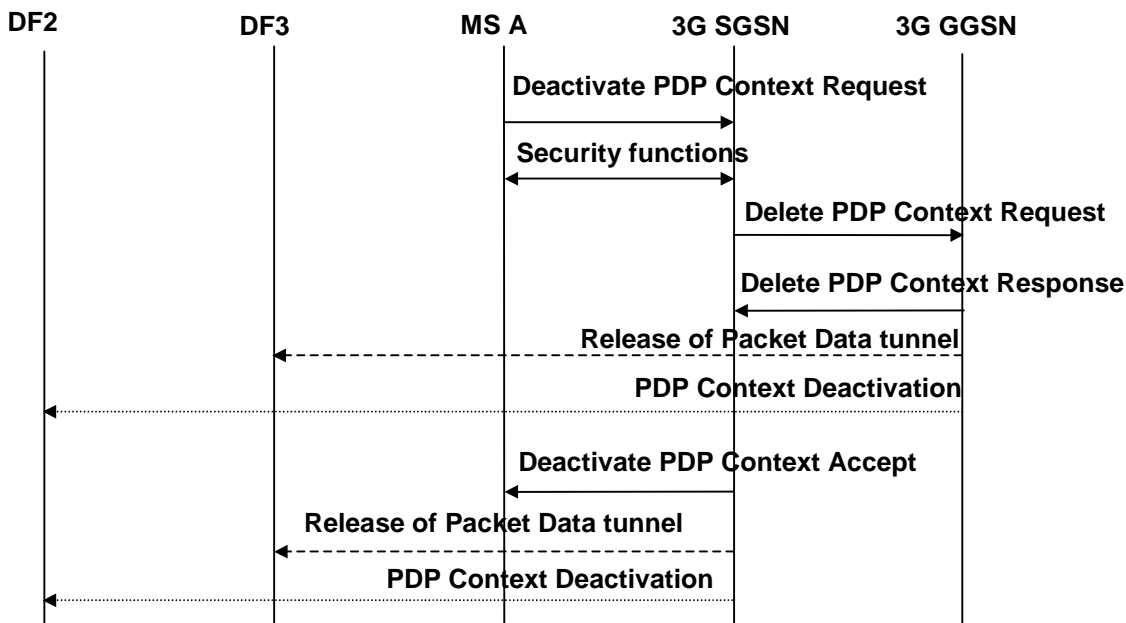 DF2
DF3
MS A
3G SGSN
3G GGSN
Deactivate PDP Context Request
Security functions
Delete PDP Context Request
Delete PDP Context Response
Release of Packet Data tunnel
PDP Context Deactivation
Deactivate PDP Context Accept
Release of Packet Data tunnel
PDP Context Deactivation